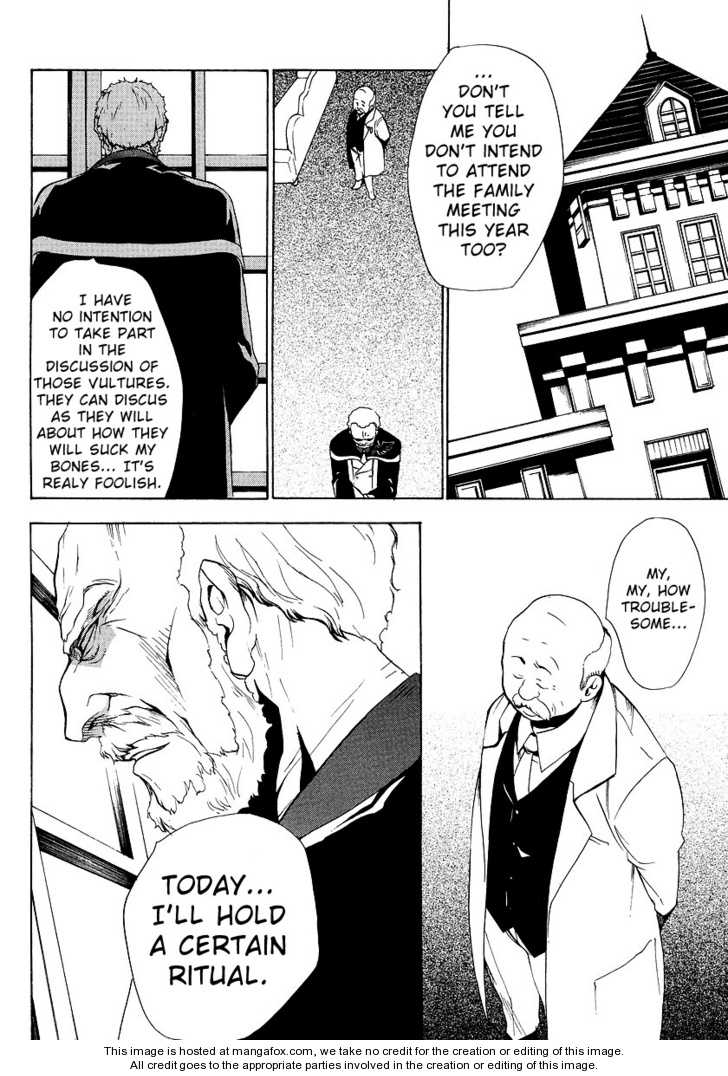 ...
DON'T
YOU TELL
ME YOU
DON'T INTEND
TO ATTEND
THE FAMILY
MEETING
THIS YEAR
TOO?
I HAVE
NO INTENTION
TO TAKE PART
IN THE
DISCUSSION OF
THOSE VULTURES.
THEY CAN DISCUS
AS THEY WILL
ABOUT HOW THEY
WILL SUCK MY
BONES... IT'S
REALY FOOLISH.
MY,
MY, HOW
TROUBLE-
SOME...
TODAY...
I'LL HOLD
A CERTAIN
RITUAL.
This image is hosted at mangafox.com, we take no credit for the creation or editing of this image.
All credit goes to the appropriate parties involved in the creation or editing of this image.